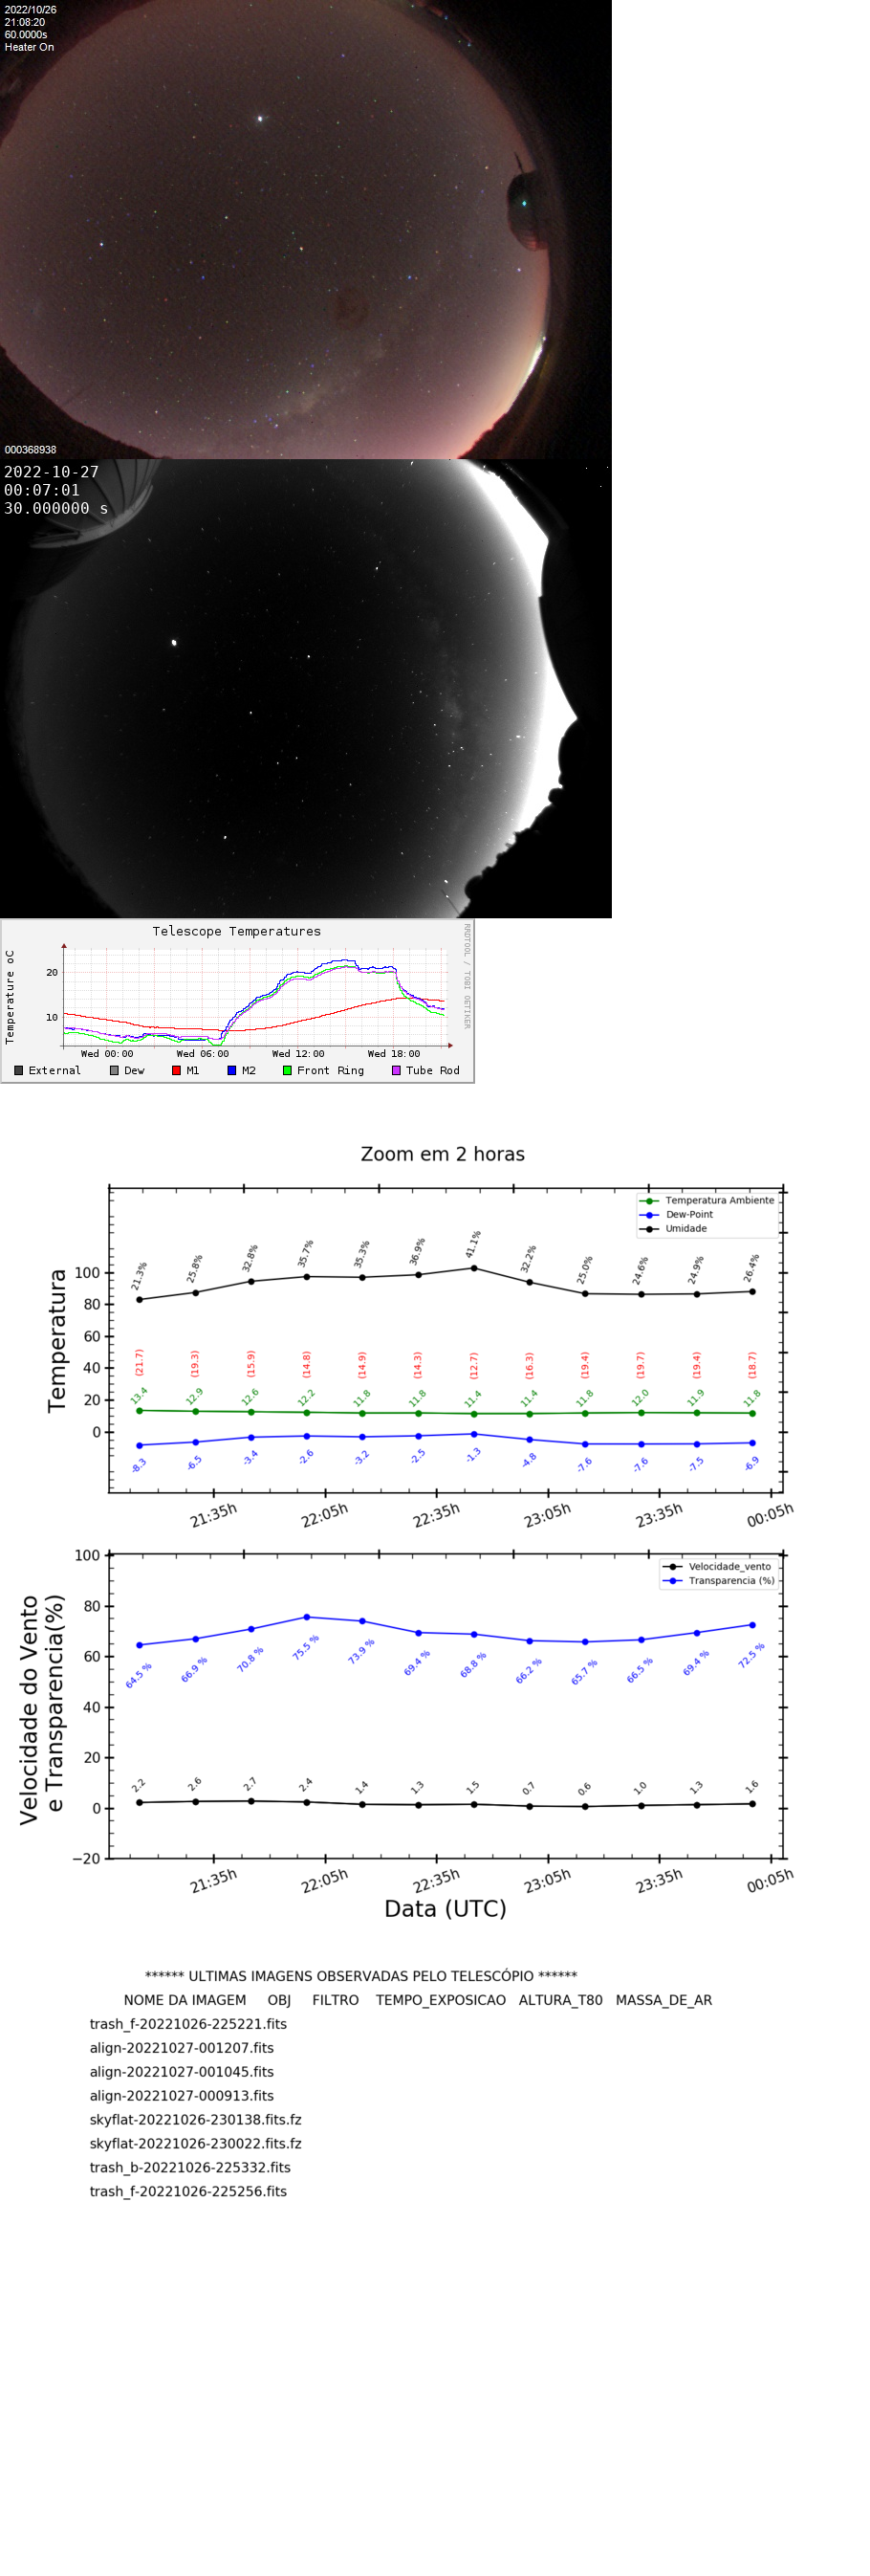 2022/10/26
21:08:20
60.0000s
Heater On
000368938
2022-10-27
00:07:01
30.000000 s
Telescope Temperatures
Temperature oC
RRDTOOL / TOBI OETIKER
20
10
Wed 00:00 Wed 06:00 Wed 12:00 Wed 18:00
External Dew M1 M2 Front Ring Tube Rod
Zoom em 2 horas
Temperatura
Temperatura Ambiente
Dew-Point
Umidade
21.3% 25.8% 32.8% 35.7% 35.3% 36.9% 41.1% 32.2% 25.0% 24.6% 24.9% 26.4%
100
80
60
40
20
0
(21.7) (19.3) (15.9) (14.8) (14.9) (14.3) (12.7) (16.3) (19.4) (19.7) (19.4) (18.7)
13.4 12.9 12.6 12.2 11.8 11.8 11.4 11.4 11.8 12.0 11.9 11.8
-8.3 -6.5 -3.4 -2.6 -3.2 -2.5 -1.3 -4.8 -7.6 -7.6 -7.5 -6.9
21:35h 22:05h 22:35h 23:05h 23:35h 00:05h
Velocidade do Vento
e Transparencia(%)
Velocidade_vento
Transparencia (%)
100
80
60
40
20
0
−20
64.5 % 66.9 % 70.8 % 75.5 % 73.9 % 69.4 % 68.8 % 66.2 % 65.7 % 66.5 % 69.4 % 72.5 %
2.2 2.6 2.7 2.4 1.4 1.3 1.5 0.7 0.6 1.0 1.3 1.6
21:35h 22:05h 22:35h 23:05h 23:35h 00:05h
Data (UTC)
****** ULTIMAS IMAGENS OBSERVADAS PELO TELESCÓPIO ******
NOME DA IMAGEM OBJ FILTRO TEMPO_EXPOSICAO ALTURA_T80 MASSA_DE_AR
trash_f-20221026-225221.fits
align-20221027-001207.fits
align-20221027-001045.fits
align-20221027-000913.fits
skyflat-20221026-230138.fits.fz
skyflat-20221026-230022.fits.fz
trash_b-20221026-225332.fits
trash_f-20221026-225256.fits